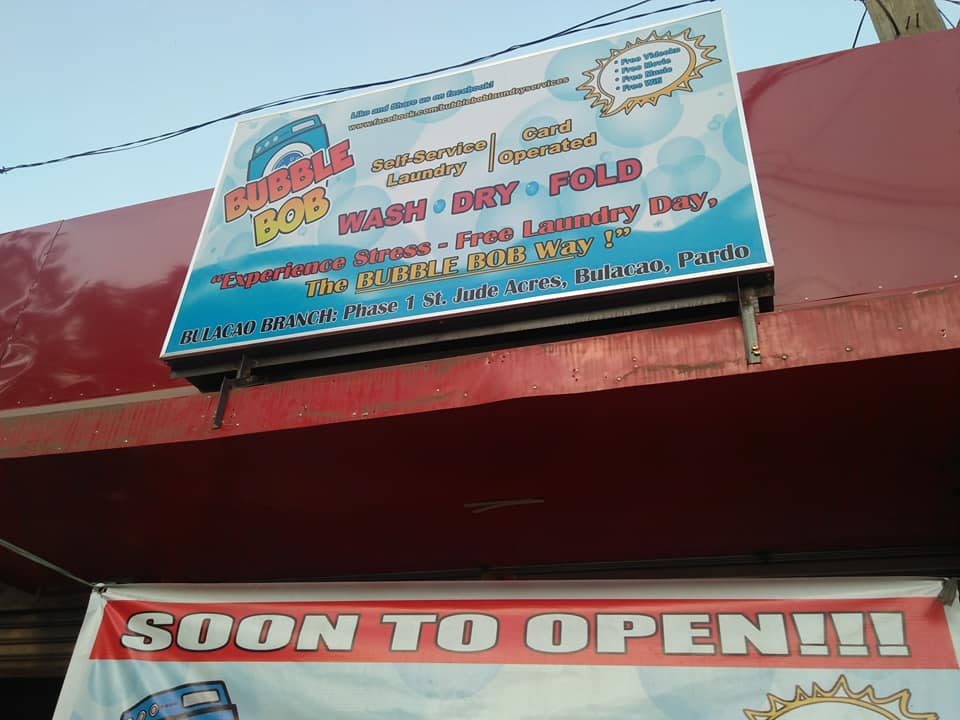 Like and Share us on facebook!
www.facebook.com/bubbleboblaundryservices
• Free Videoke
• Free Movie
• Free Music
• Free Wifi
BUBBLE
BOB
Self-Service
Laundry
Card
Operated
WASH • DRY • FOLD
"Experience Stress - Free Laundry Day,
The BUBBLE BOB Way !"
BULACAO BRANCH: Phase 1 St. Jude Acres, Bulacao, Pardo
SOON TO OPEN!!!